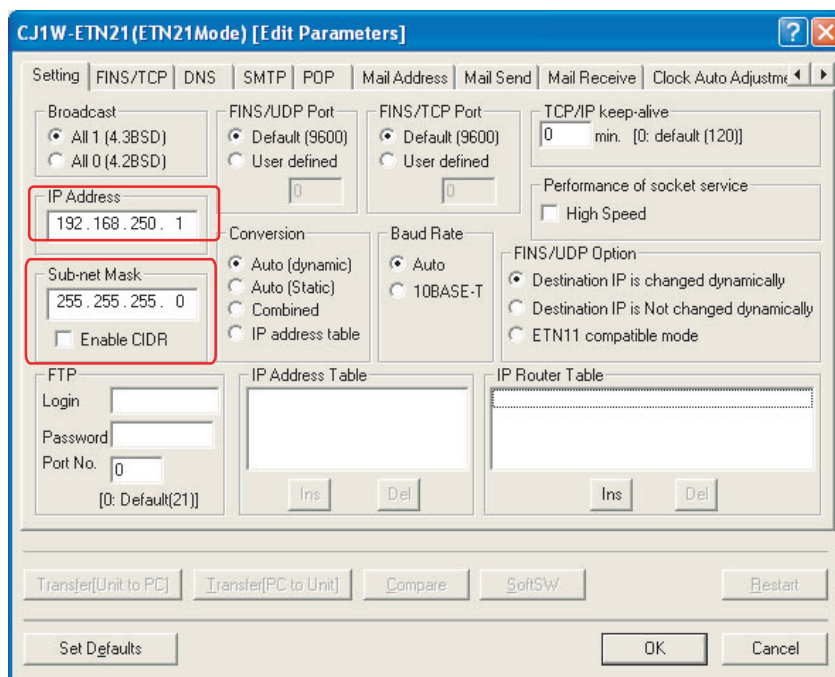 CJ1W-ETN21(ETN21Mode) [Edit Parameters]
Setting FINS/TCP DNS SMTP POP Mail Address Mail Send Mail Receive Clock Auto Adjustme
Broadcast
All 1 (4.3BSD)
All 0 (4.2BSD)
FINS/UDP Port
Default (9600)
User defined
0
FINS/TCP Port
Default (9600)
User defined
0
TCP/IP keep-alive
0 min. [0: default (120)]
Performance of socket service
High Speed
IP Address
192.168.250. 1
Sub-net Mask
255.255.255. 0
Enable CIDR
Conversion
Auto (dynamic)
Auto (Static)
Combined
IP address table
Baud Rate
Auto
10BASE-T
FINS/UDP Option
Destination IP is changed dynamically
Destination IP is Not changed dynamically
ETN11 compatible mode
FTP
Login
Password
Port No. 0
[0: Default(21)]
IP Address Table
Ins Del
IP Router Table
Ins Del
Transfer[Unit to PC] Transfer[PC to Unit] Compare SoftSW Restart
Set Defaults OK Cancel